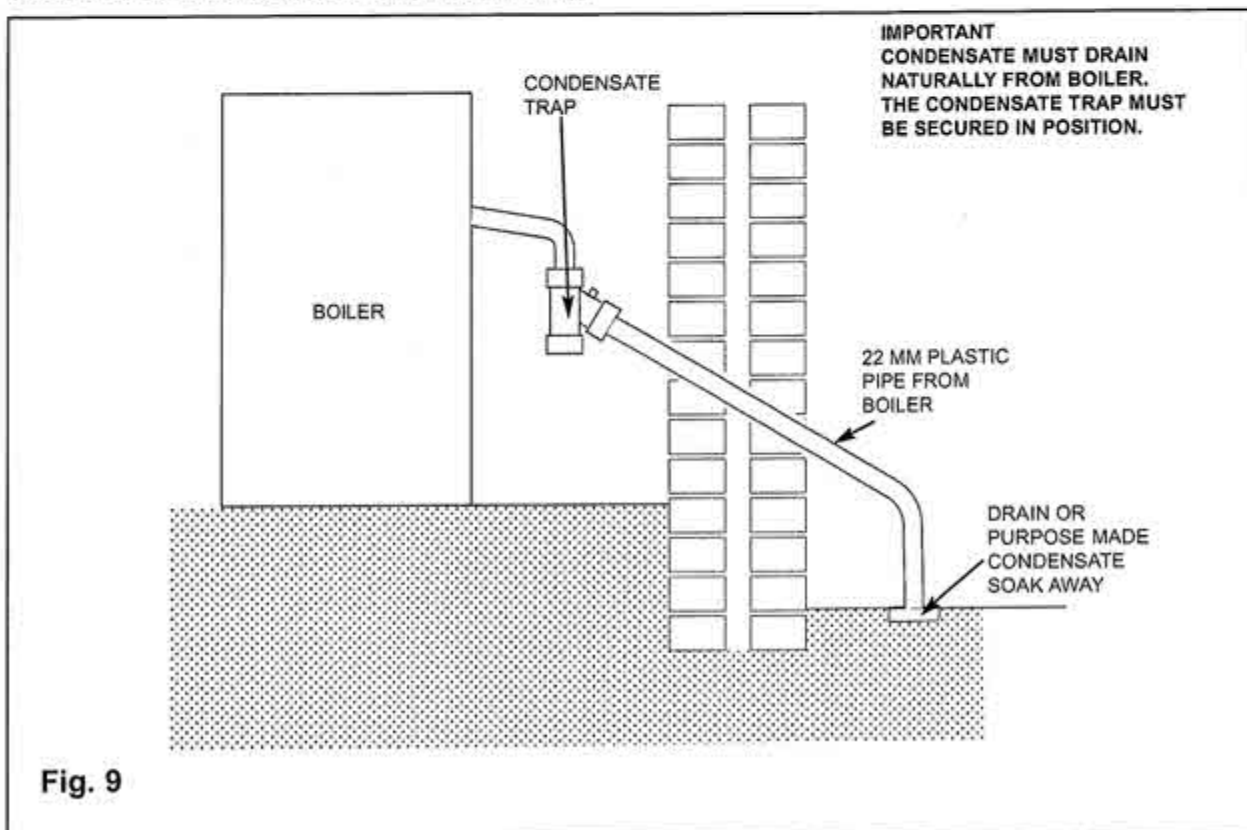 IMPORTANT
CONDENSATE MUST DRAIN
NATURALLY FROM BOILER.
THE CONDENSATE TRAP MUST
BE SECURED IN POSITION.
CONDENSATE
TRAP
BOILER
22 MM PLASTIC
PIPE FROM
BOILER
DRAIN OR
PURPOSE MADE
CONDENSATE
SOAK AWAY
Fig. 9